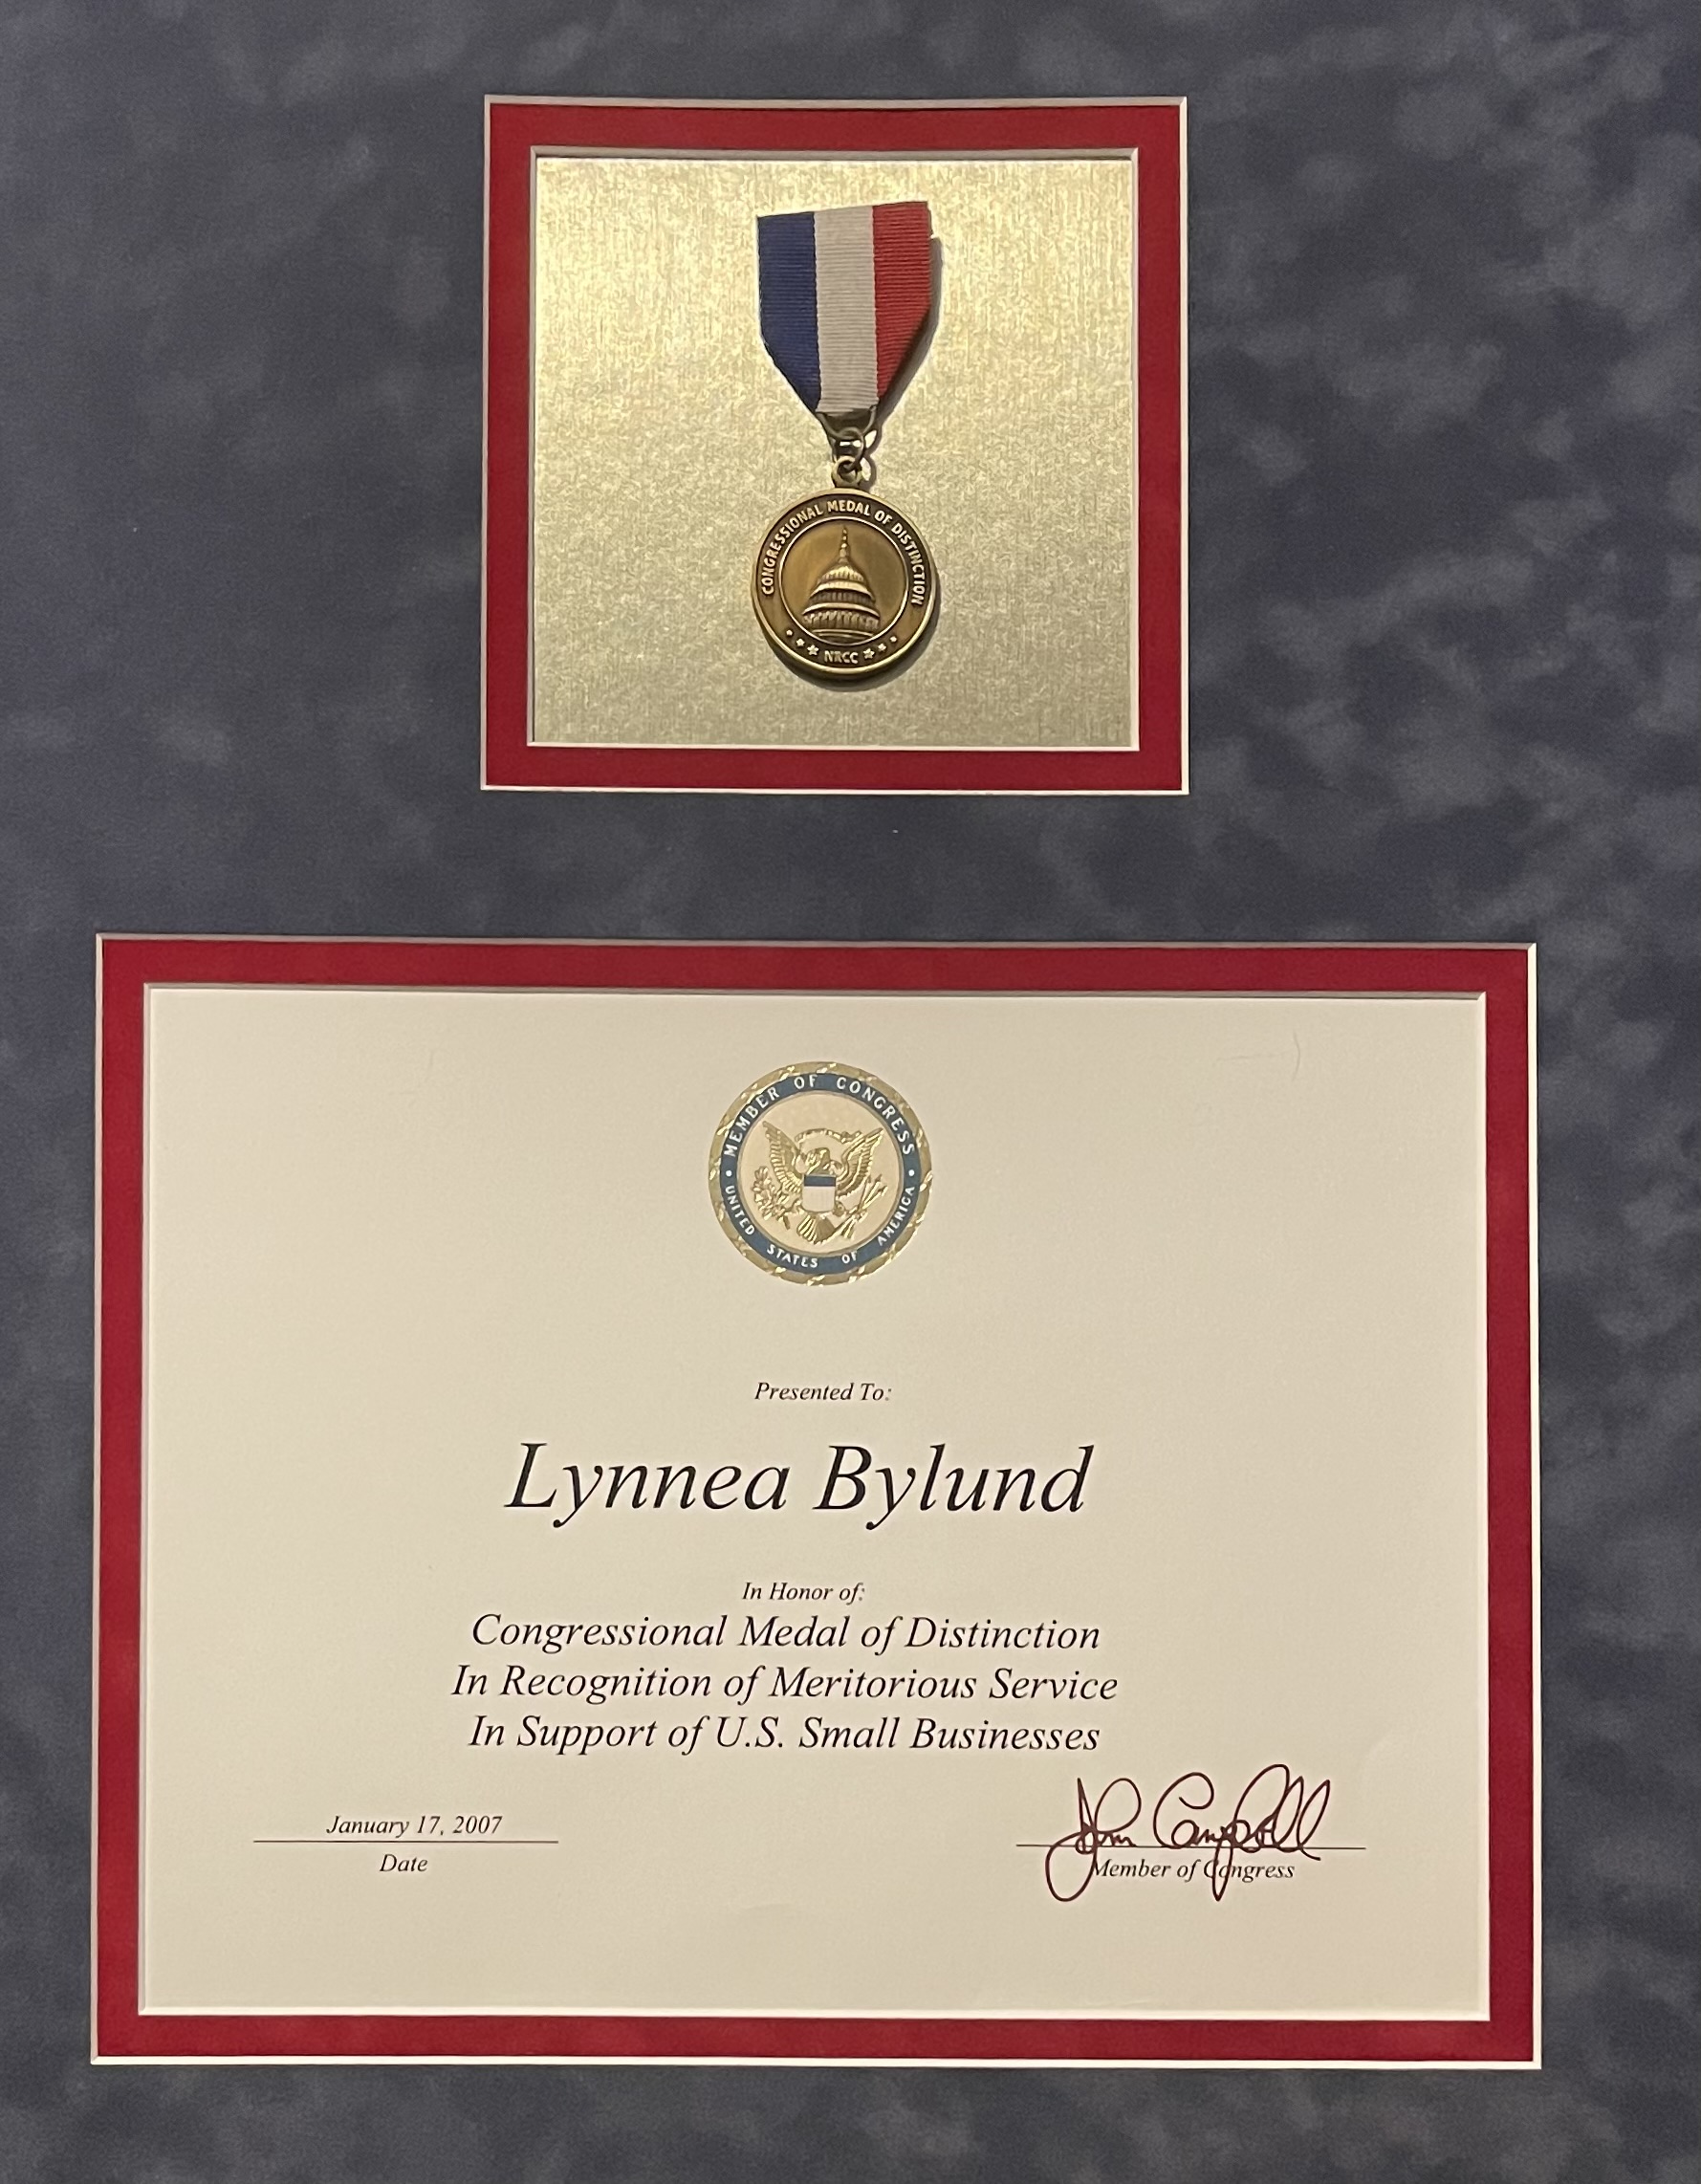 CONGRESSIONAL MEDAL OF DISTINCTION
NRCC
MEMBER OF CONGRESS
UNITED STATES OF AMERICA
Presented To:
Lynnea Bylund
In Honor of:
Congressional Medal of Distinction
In Recognition of Meritorious Service
In Support of U.S. Small Businesses
January 17, 2007
Date
John Campbell
Member of Congress